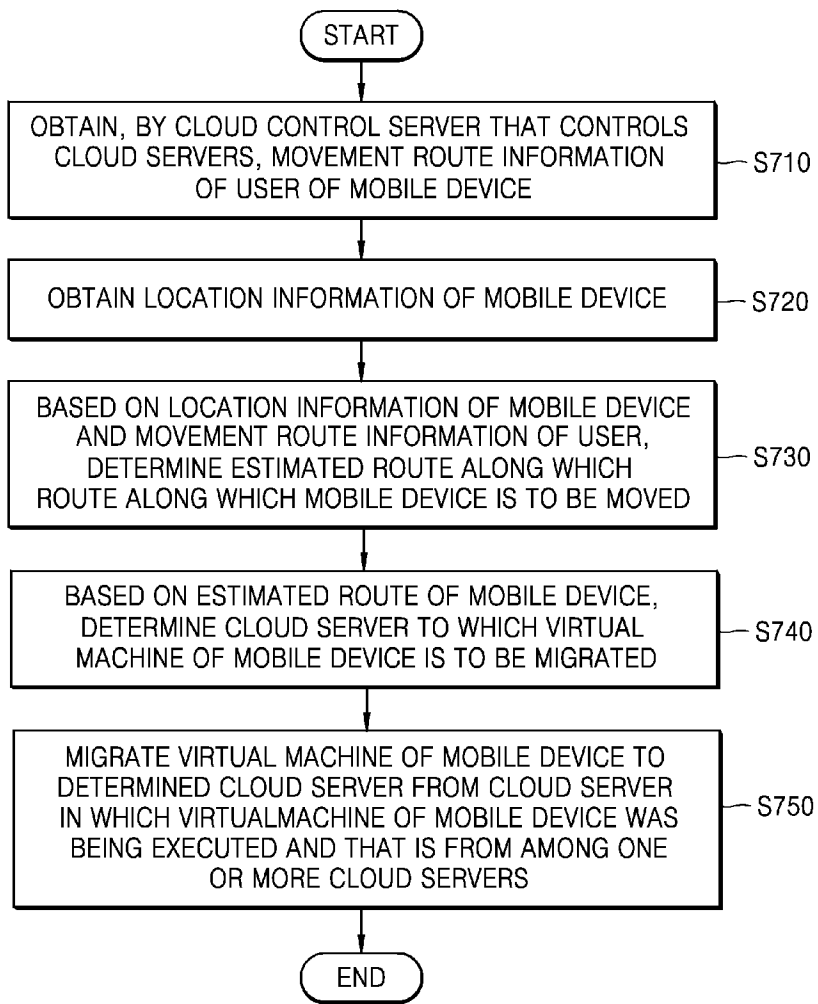 START
OBTAIN, BY CLOUD CONTROL SERVER THAT CONTROLS
CLOUD SERVERS, MOVEMENT ROUTE INFORMATION
OF USER OF MOBILE DEVICE
S710
OBTAIN LOCATION INFORMATION OF MOBILE DEVICE
S720
BASED ON LOCATION INFORMATION OF MOBILE DEVICE
AND MOVEMENT ROUTE INFORMATION OF USER,
DETERMINE ESTIMATED ROUTE ALONG WHICH
ROUTE ALONG WHICH MOBILE DEVICE IS TO BE MOVED
S730
BASED ON ESTIMATED ROUTE OF MOBILE DEVICE,
DETERMINE CLOUD SERVER TO WHICH VIRTUAL
MACHINE OF MOBILE DEVICE IS TO BE MIGRATED
S740
MIGRATE VIRTUAL MACHINE OF MOBILE DEVICE TO
DETERMINED CLOUD SERVER FROM CLOUD SERVER
IN WHICH VIRTUALMACHINE OF MOBILE DEVICE WAS
BEING EXECUTED AND THAT IS FROM AMONG ONE
OR MORE CLOUD SERVERS
S750
END